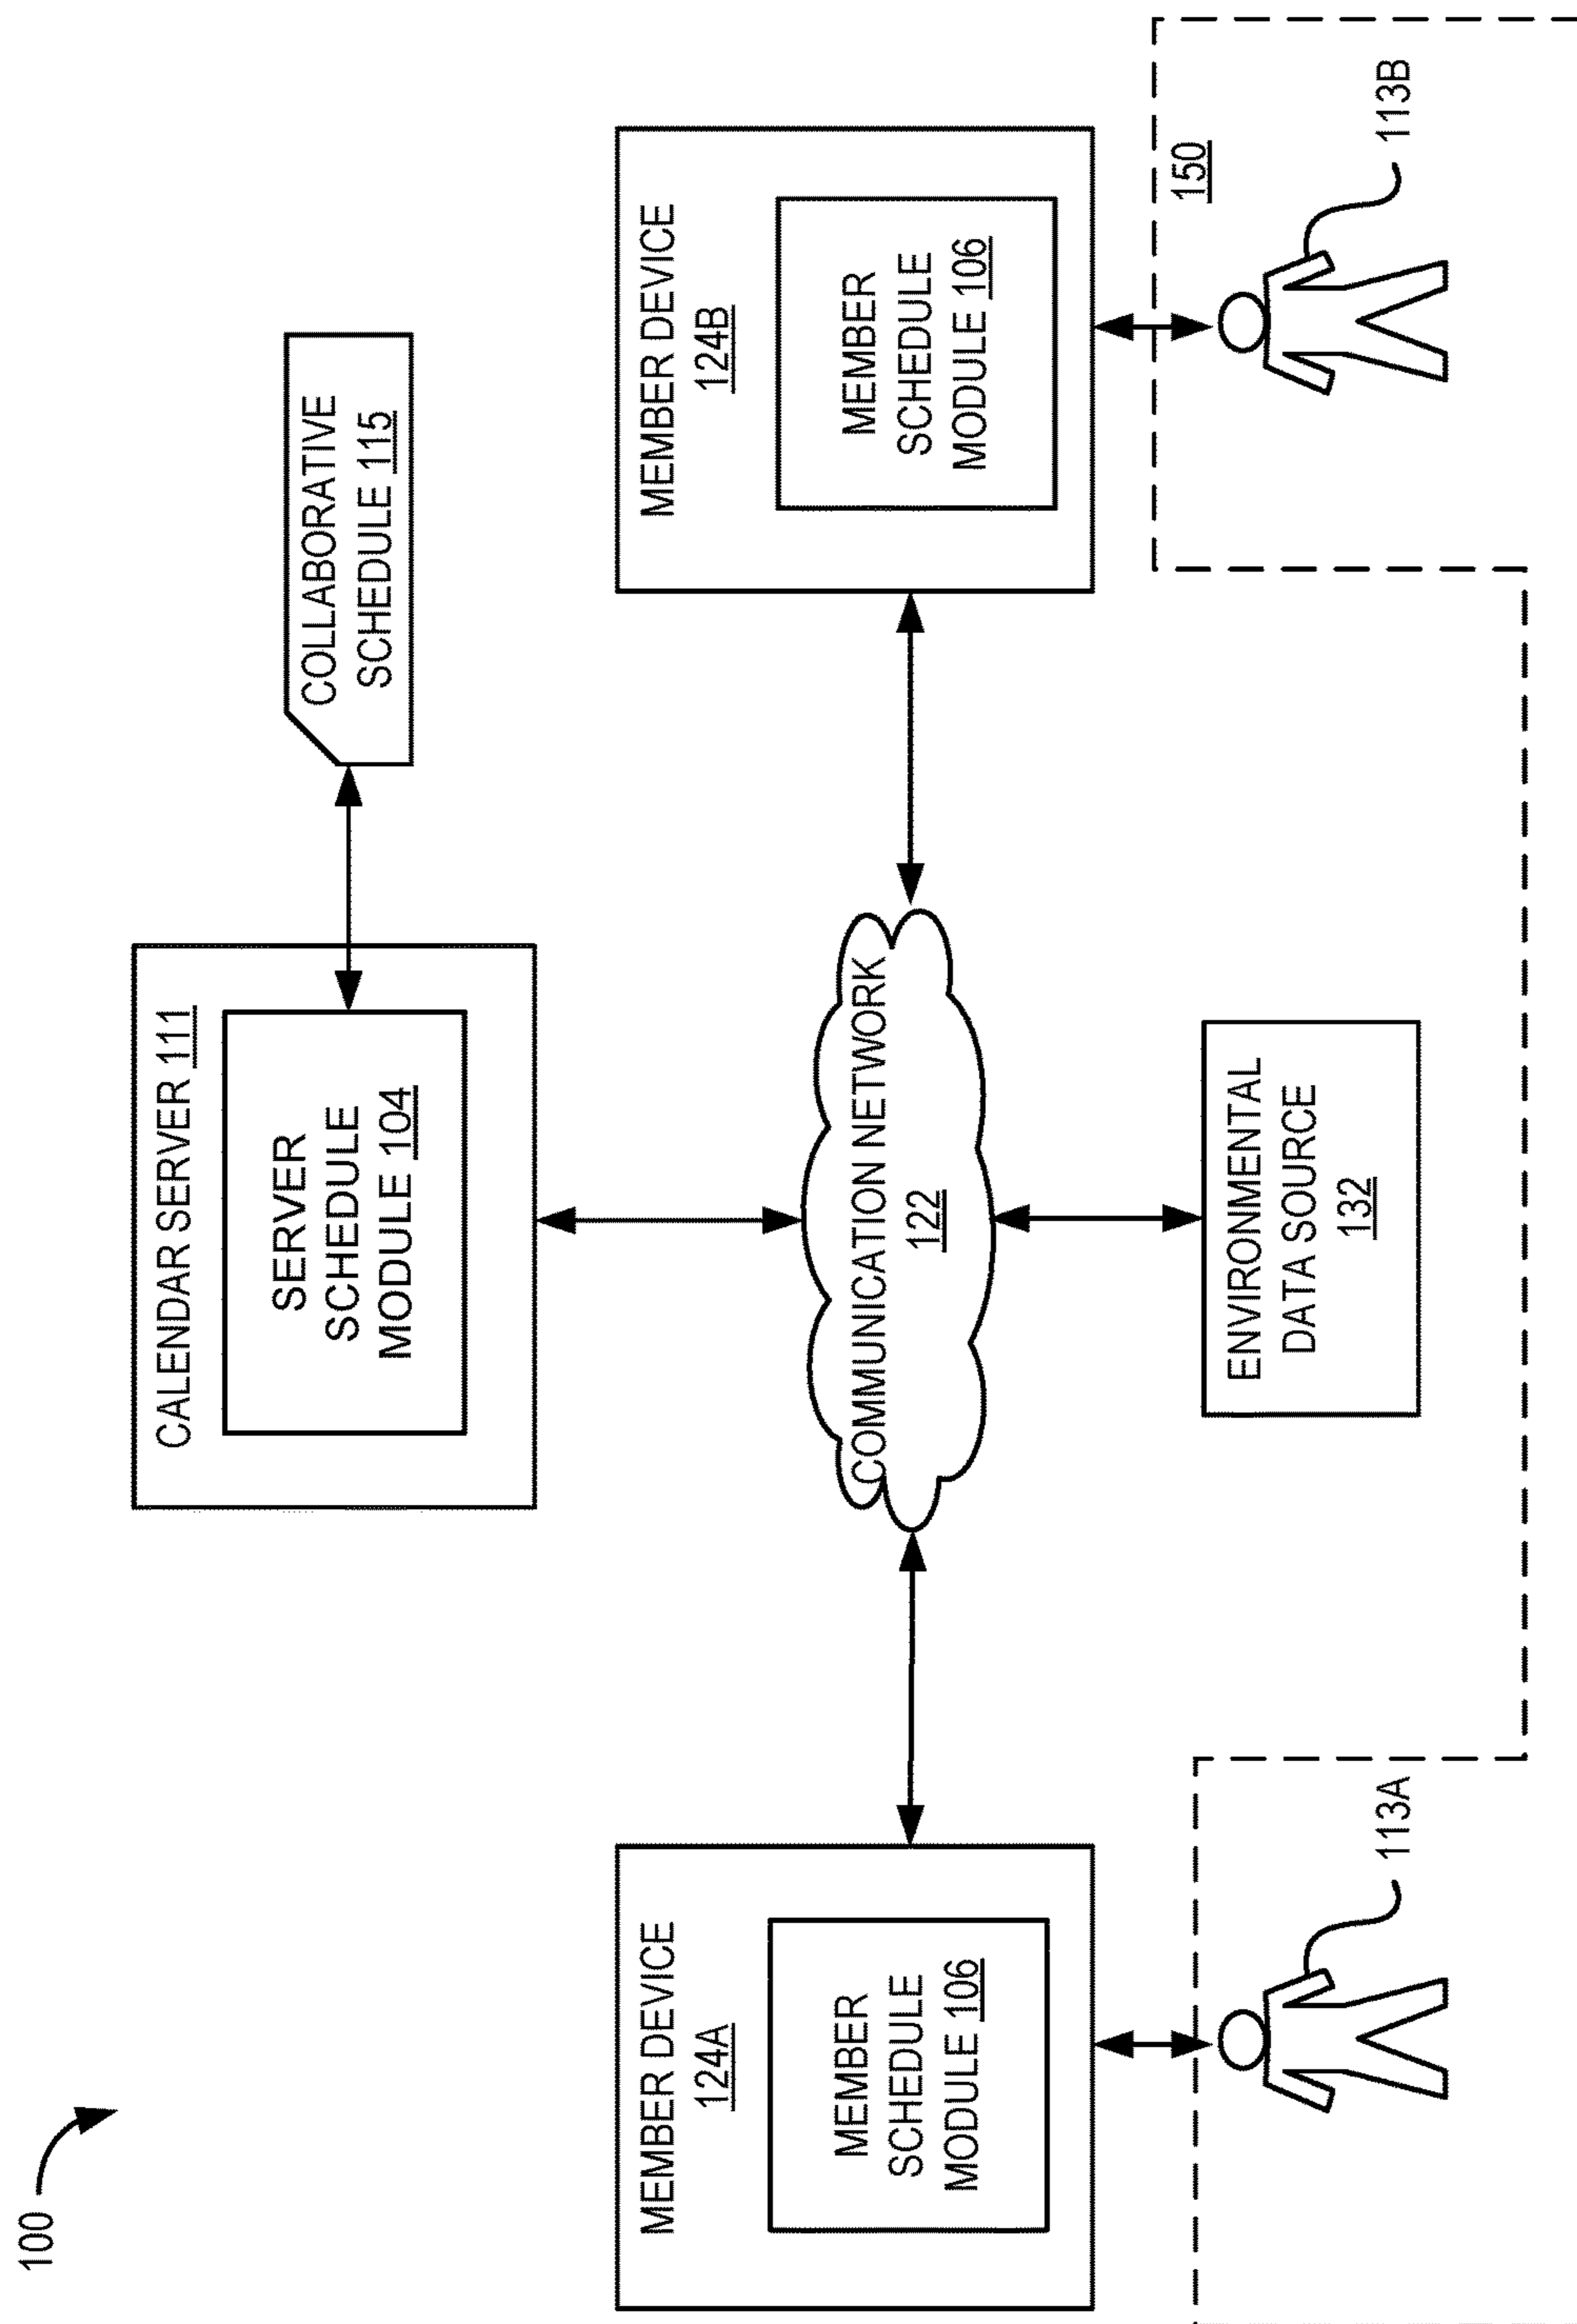 100
CALENDAR SERVER 111
SERVER
SCHEDULE
MODULE 104
COLLABORATIVE
SCHEDULE 115
MEMBER DEVICE
124A
MEMBER
SCHEDULE
MODULE 106
COMMUNICATION NETWORK
122
MEMBER DEVICE
124B
MEMBER
SCHEDULE
MODULE 106
ENVIRONMENTAL
DATA SOURCE
132
150
113A
113B